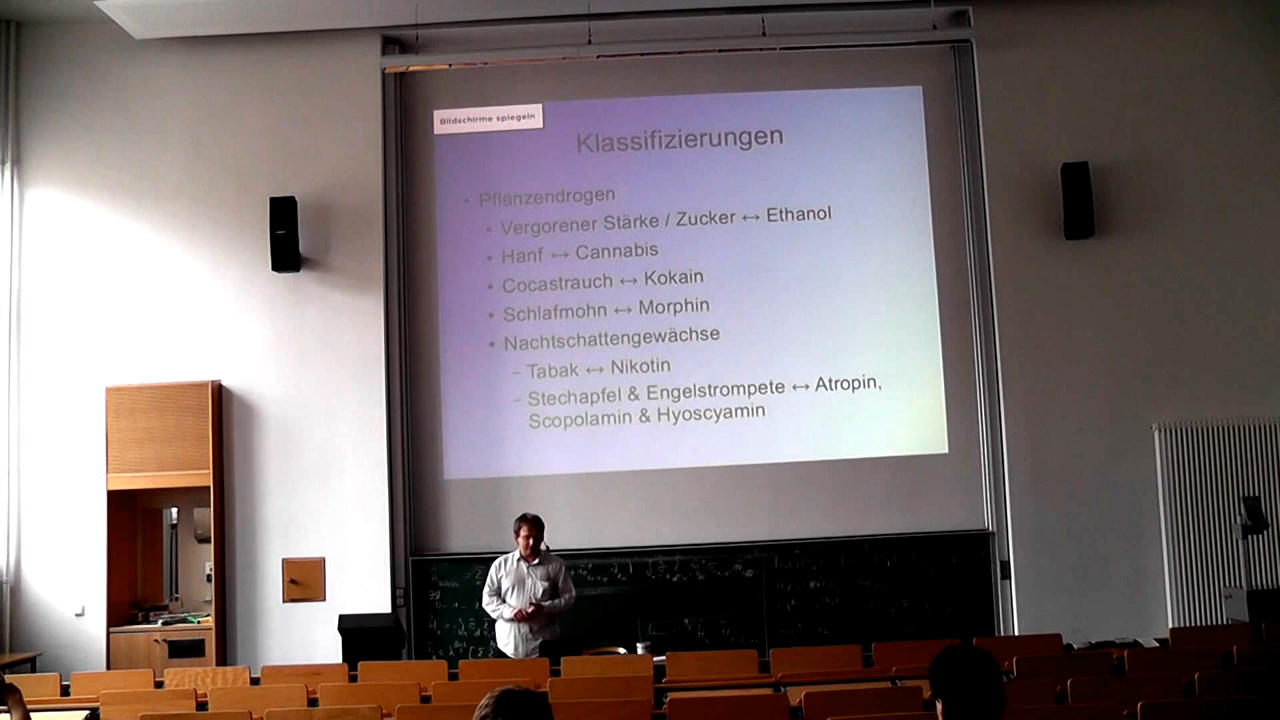 Bildschirme spiegeln
Klassifizierungen
• Pflanzendrogen
• Vergorener Stärke / Zucker ↔ Ethanol
• Hanf ↔ Cannabis
• Cocastrauch ↔ Kokain
• Schlafmohn ↔ Morphin
• Nachtschattengewächse
– Tabak ↔ Nikotin
– Stechapfel & Engelstrompete ↔ Atropin,
Scopolamin & Hyoscyamin